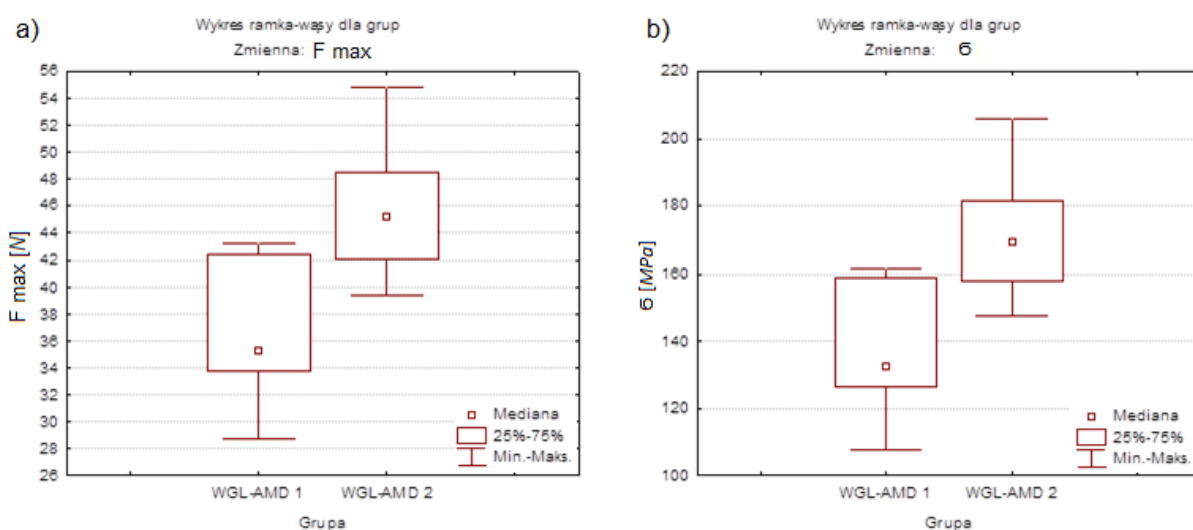 a)
Wykres ramka-wąsy dla grup
Zmienna: F max
56
54
52
50
48
46
44
42
40
38
36
34
32
30
28
26
F max [N]
Mediana
25%-75%
Min.-Maks.
WGL-AMD 1
WGL-AMD 2
Grupa
b)
Wykres ramka-wąsy dla grup
Zmienna: б
220
200
180
160
140
120
100
б [MPa]
Mediana
25%-75%
Min.-Maks.
WGL-AMD 1
WGL-AMD 2
Grupa